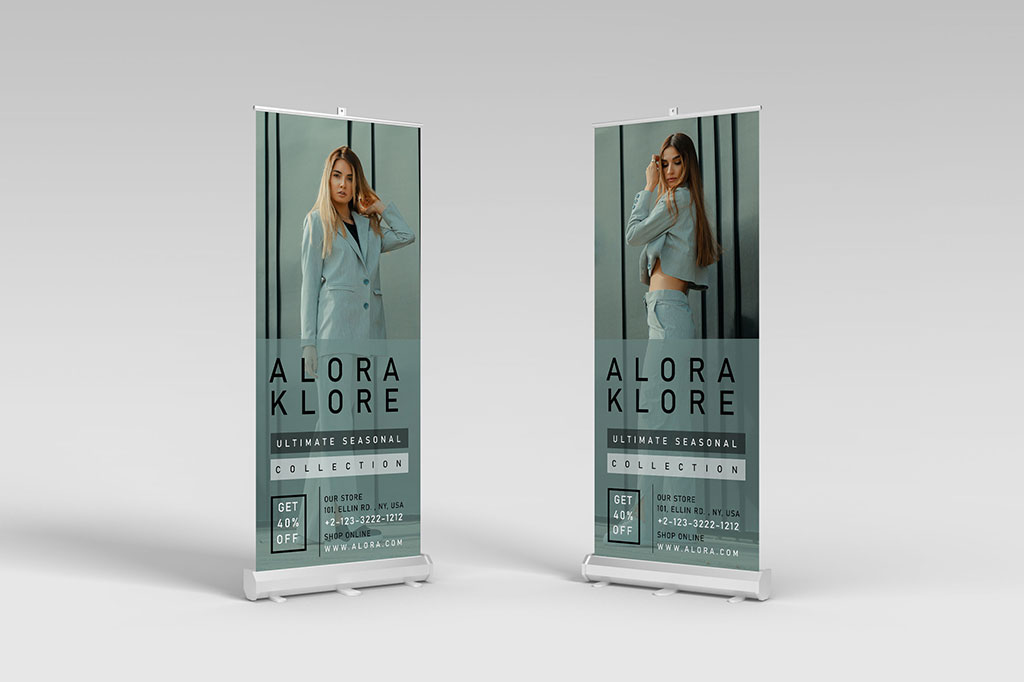 ALORA
KLORE
ULTIMATE SEASONAL
COLLECTION
GET
40%
OFF
OUR STORE
101, ELLIN RD. , NY, USA
+2-123-3222-1212
SHOP ONLINE
WWW.ALORA.COM
ALORA
KLORE
ULTIMATE SEASONAL
COLLECTION
GET
40%
OFF
OUR STORE
101, ELLIN RD. , NY, USA
+2-123-3222-1212
SHOP ONLINE
WWW.ALORA.COM